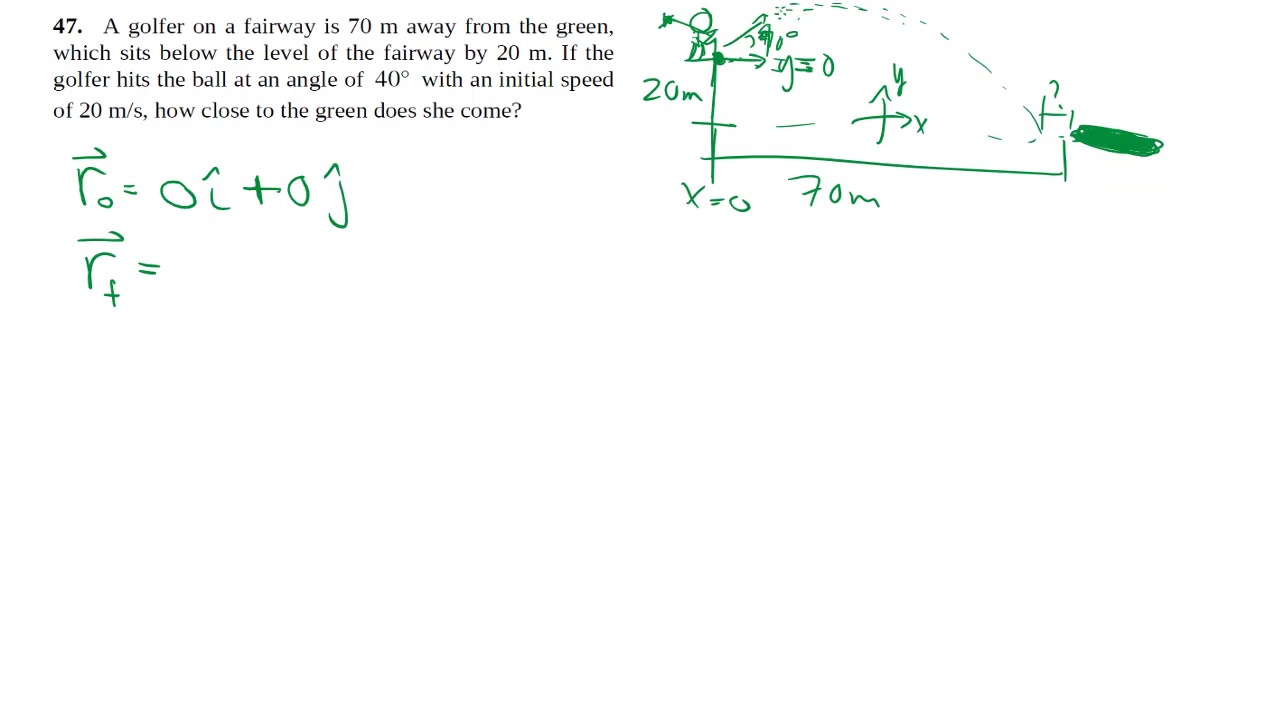 47. A golfer on a fairway is 70 m away from the green,
which sits below the level of the fairway by 20 m. If the
golfer hits the ball at an angle of 40° with an initial speed
of 20 m/s, how close to the green does she come?
40°
y=0
20m
y
x
?
x=0
70m
r⃗₀ = 0î + 0ĵ
r⃗f =